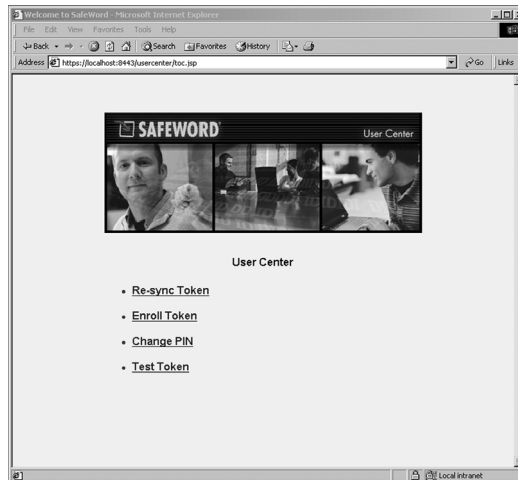 Welcome to SafeWord - Microsoft Internet Explorer
File Edit View Favorites Tools Help
Back Search Favorites History
Address https://localhost:8443/usercenter/toc.jsp Go Links
SAFEWORD
User Center
User Center
Re-sync Token
Enroll Token
Change PIN
Test Token
Local intranet